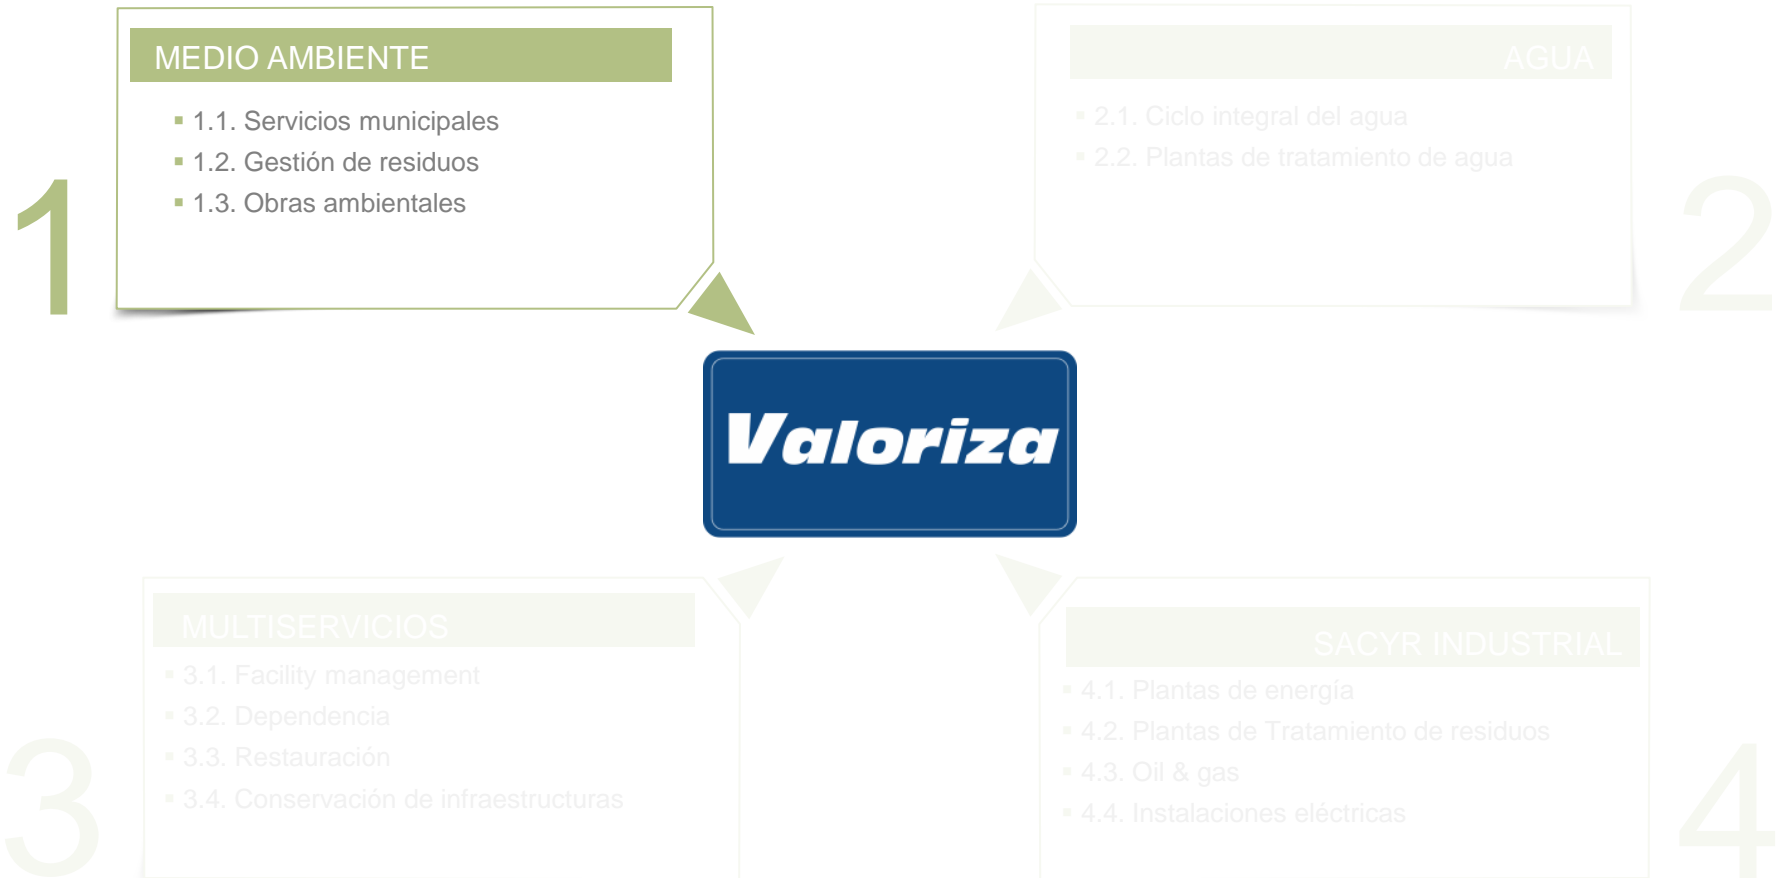 1
MEDIO AMBIENTE
▪ 1.1. Servicios municipales
▪ 1.2. Gestión de residuos
▪ 1.3. Obras ambientales
2
AGUA
▪ 2.1. Ciclo integral del agua
▪ 2.2. Plantas de tratamiento de agua
Valoriza
3
MULTISERVICIOS
▪ 3.1. Facility management
▪ 3.2. Dependencia
▪ 3.3. Restauración
▪ 3.4. Conservación de infraestructuras
4
SACYR INDUSTRIAL
▪ 4.1. Plantas de energía
▪ 4.2. Plantas de Tratamiento de residuos
▪ 4.3. Oil & gas
▪ 4.4. Instalaciones eléctricas